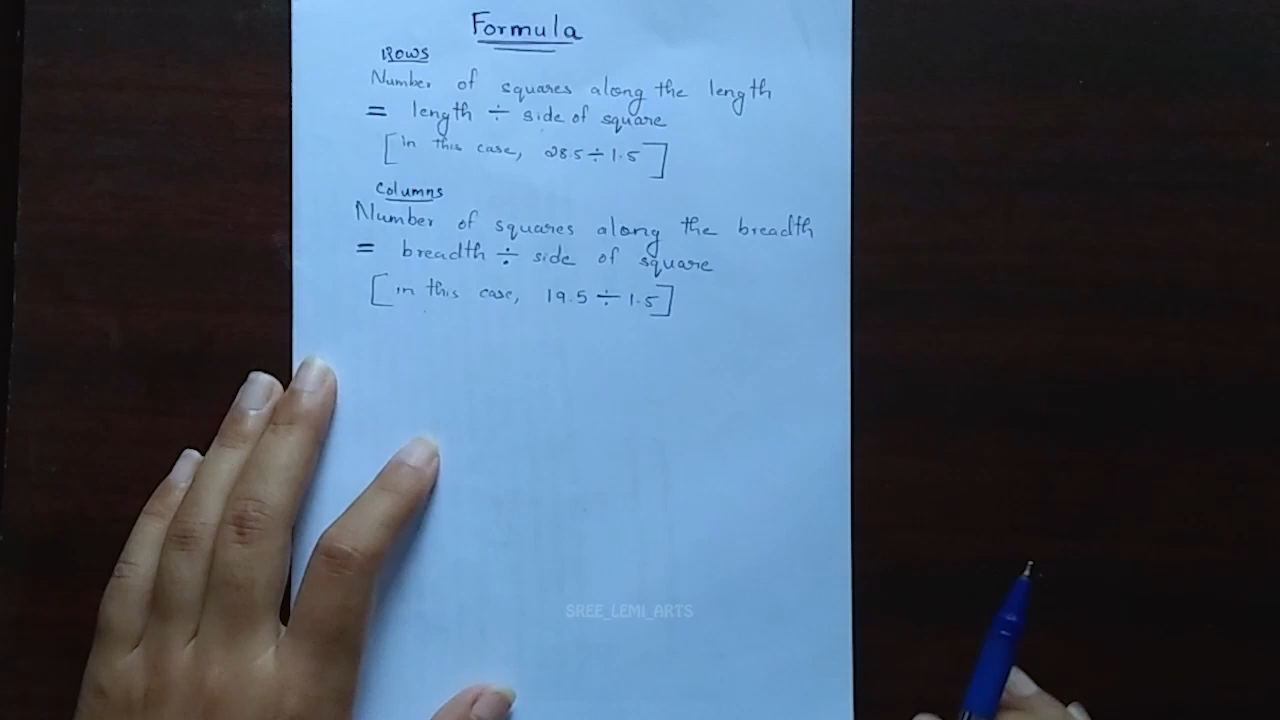 Formula
Rows
Number of squares along the length
= length ÷ side of square
[in this case, 28.5 ÷ 1.5]
Columns
Number of squares along the breadth
= breadth ÷ side of square
[in this case, 19.5 ÷ 1.5]
SREE_LEMI_ARTS